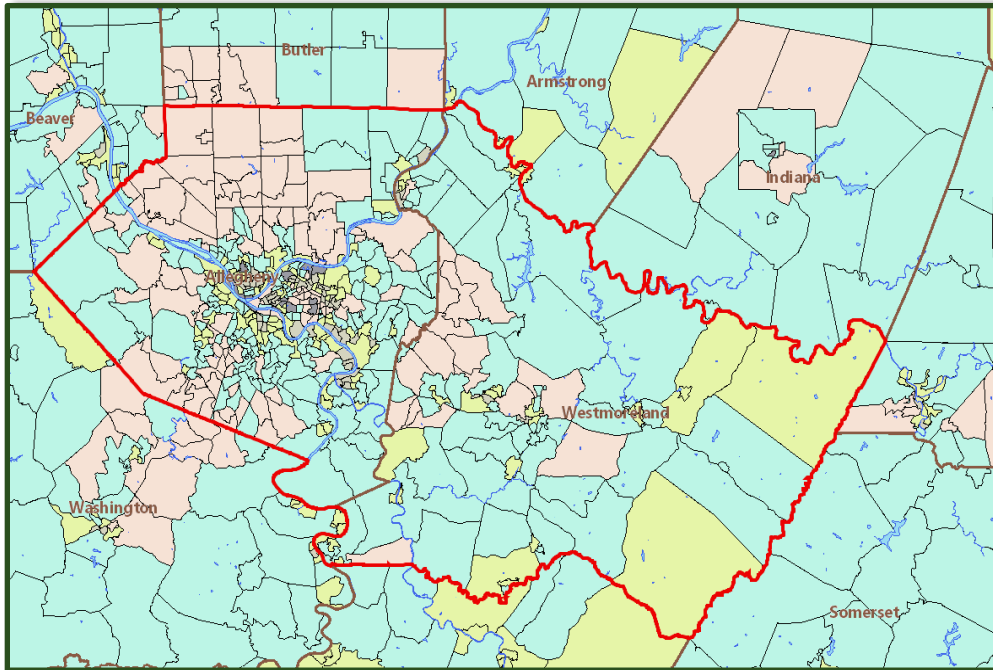 Butler
Armstrong
Beaver
Indiana
Allegheny
Westmoreland
Washington
Somerset